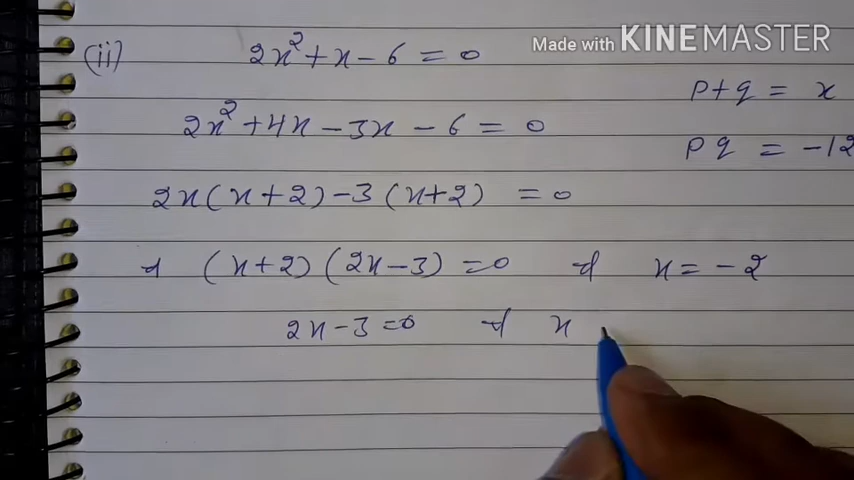 Made with KINEMASTER
(ii) 2x² + x - 6 = 0
p + q = x
2x² + 4x - 3x - 6 = 0
pq = -12
2x(x + 2) - 3(x + 2) = 0
(x + 2)(2x - 3) = 0 x = -2
2x - 3 = 0 x